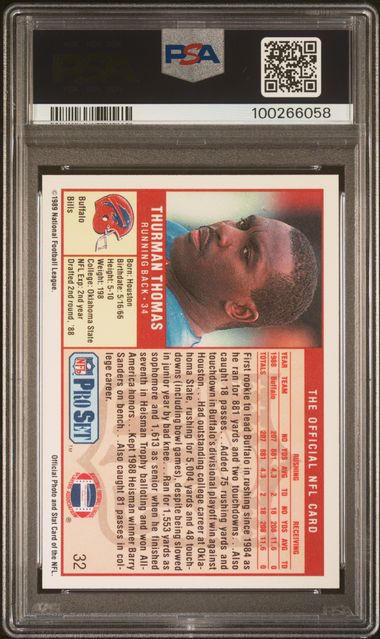 PSA
100266058
THE OFFICIAL NFL CARD
RUSHING RECEIVING
YEAR TEAM NO YDS AVG TD NO YDS AVG TD
1988 Buffalo 207 881 4.3 2 18 208 11.6 0
TOTALS 207 881 4.3 2 18 208 11.6 0
First rookie to lead Buffalo in rushing since 1984 as
he ran for 881 yards and two touchdowns... Also
caught 18 passes... Added 75 rushing yards and
touchdown in Buffalo's divisional playoff win against
Houston... Had outstanding college career at Okla-
homa State, rushing for 5,004 yards and 48 touch-
downs (including bowl games), despite being slowed
in junior year by bad knee... Ran for 1,553 yards as
sophomore and 1,613 as senior when he finished
seventh in Heisman Trophy balloting and won All-
America honors... Kept 1988 Heisman winner Barry
Sanders on bench... Also caught 81 passes in col-
lege career.
THURMAN THOMAS
RUNNING BACK • 34
Born: Houston
Birthdate: 5/16/66
Height: 5-10
Weight: 198
College: Oklahoma State
NFL Exp: 2nd year
Drafted 2nd round, '88
Buffalo
Bills
NFL PRO SET
©1989 National Football League.
Official Photo and Stat Card of the NFL.
32